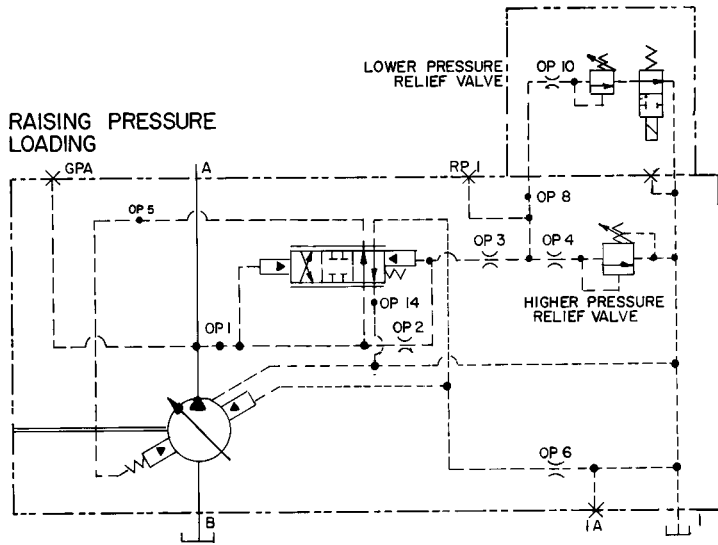 LOWER PRESSURE
RELIEF VALVE
OP 10
RAISING PRESSURE
LOADING
GPA
A
RP 1
OP 5
OP 8
OP 3
OP 4
OP 14
HIGHER PRESSURE
RELIEF VALVE
OP 1
OP 2
OP 6
B
A